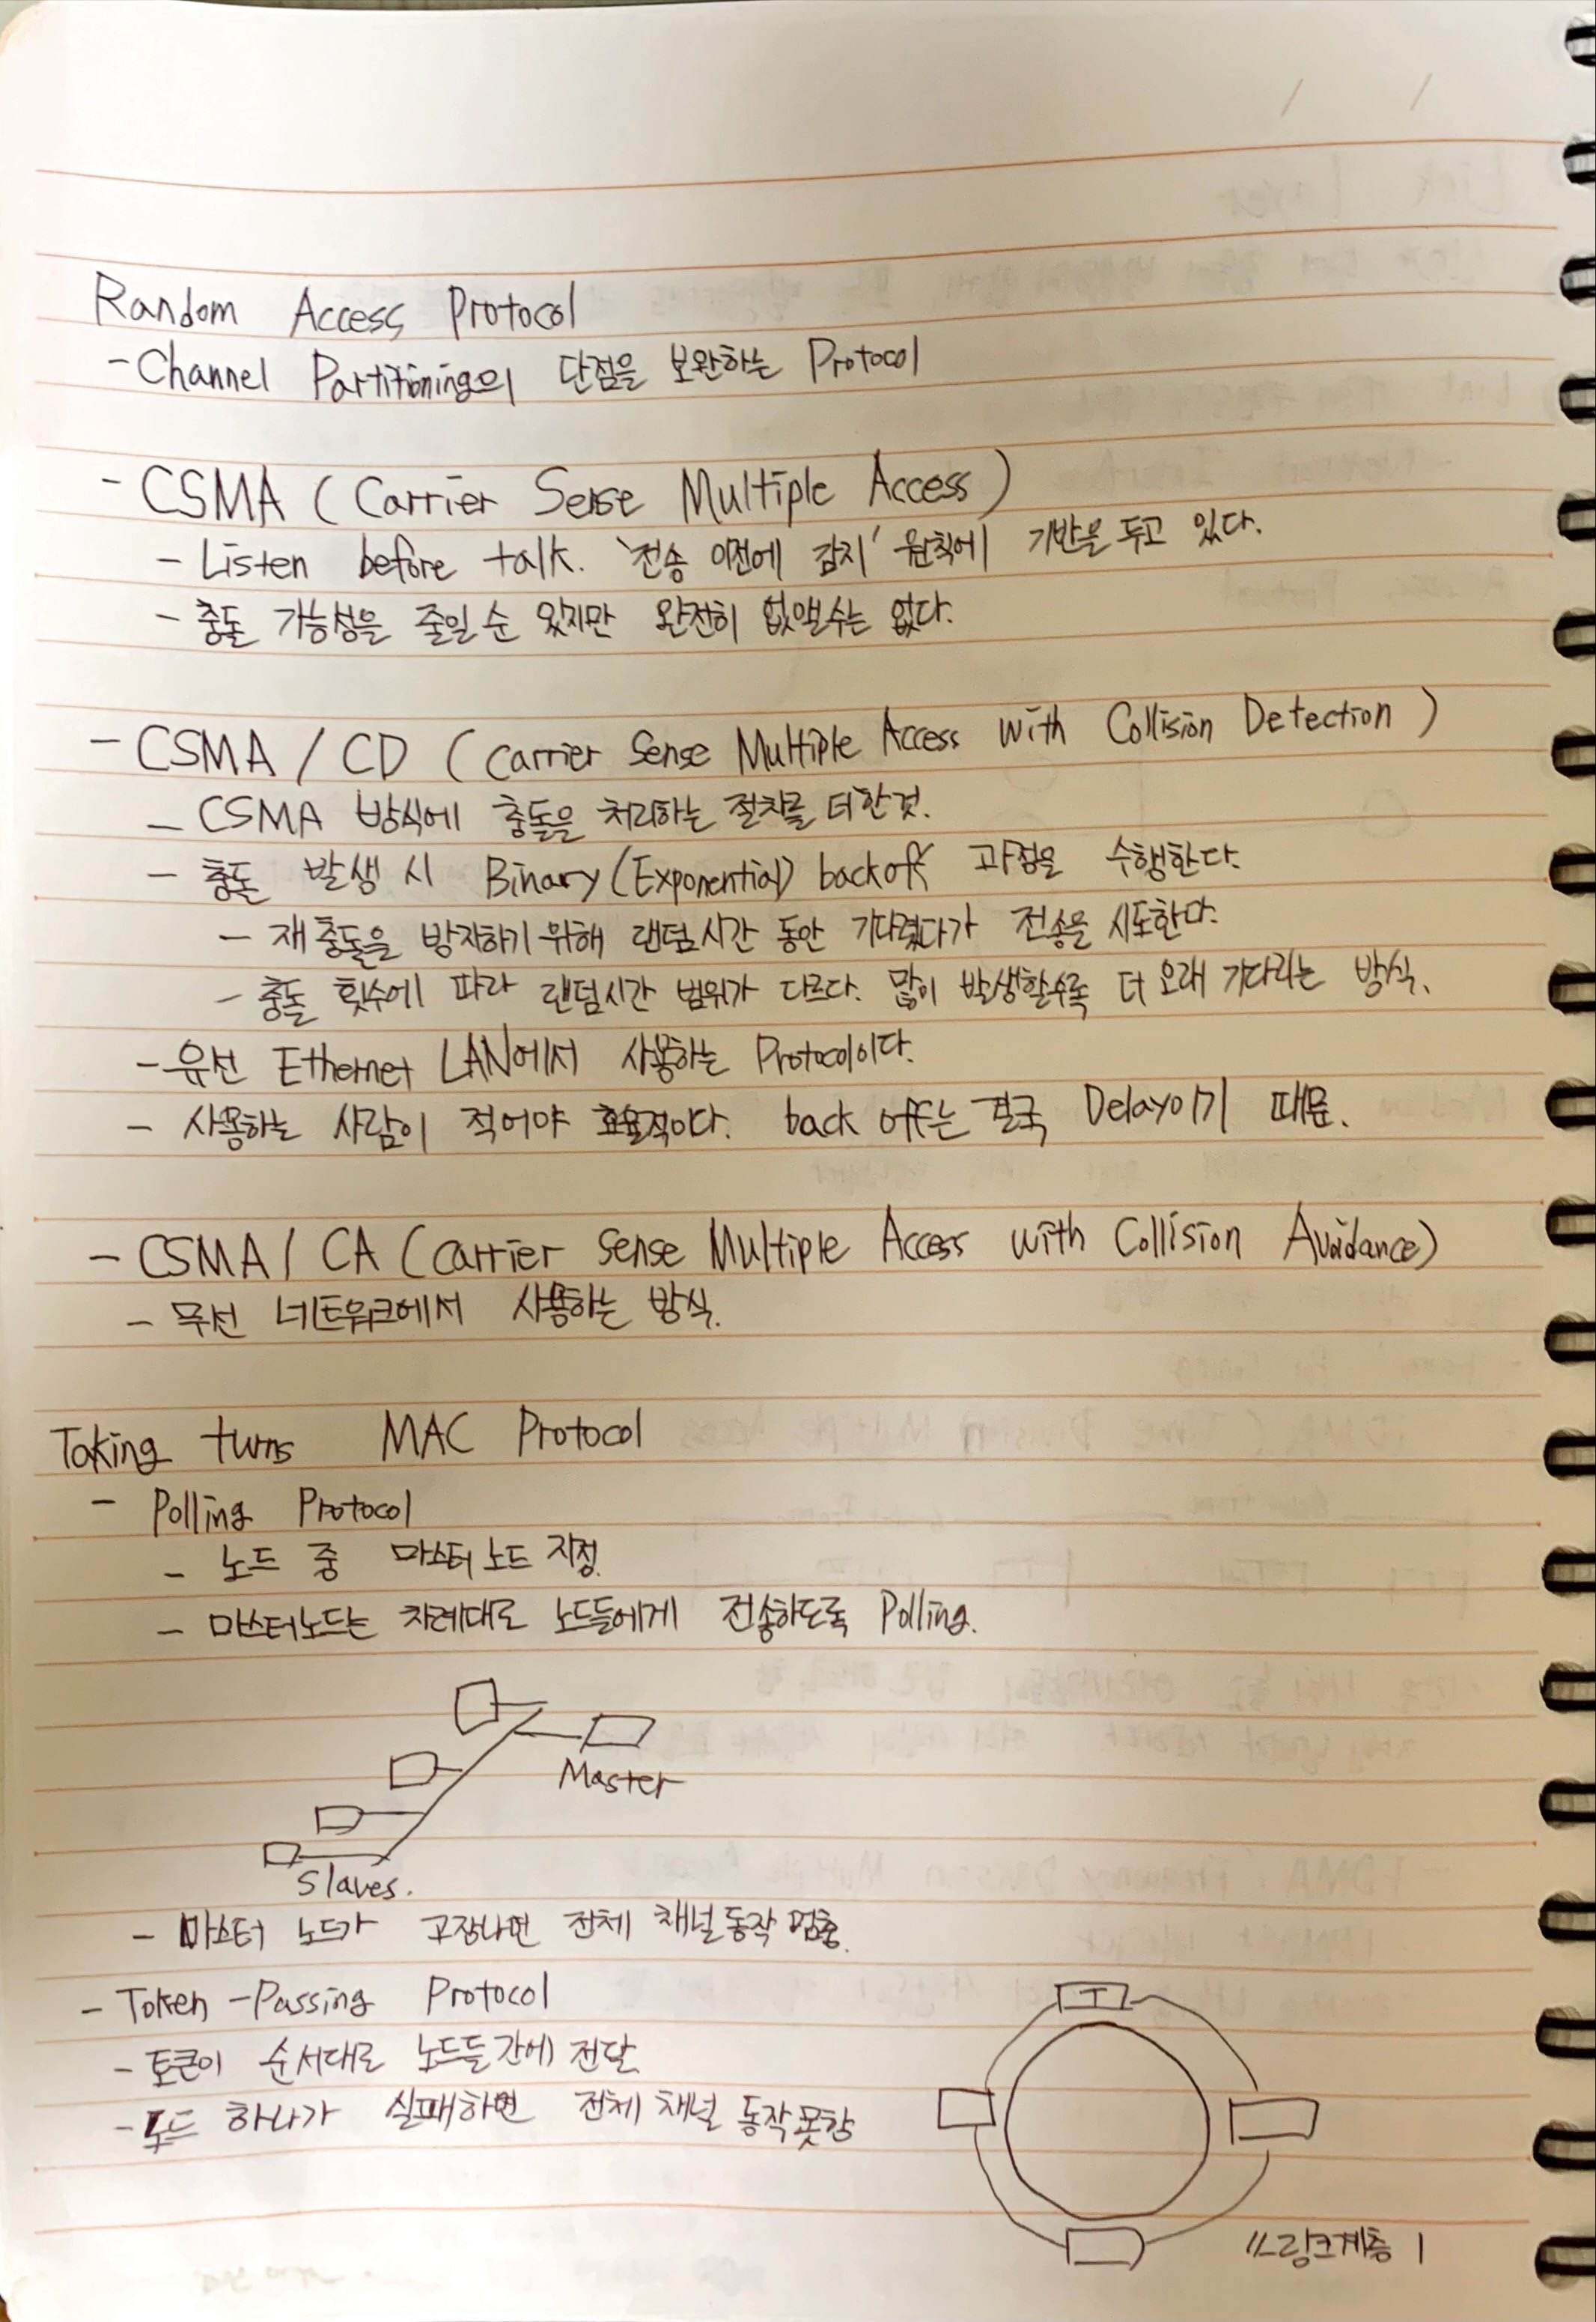 Random Access Protocol
- Channel Partitioning의 단점을 보완하는 Protocol
- CSMA ( Carrier Sense Multiple Access )
- Listen before talk. '전송 이전에 감지' 원칙에 기반을 두고 있다.
- 충돌 가능성을 줄일 순 있지만 완전히 없앨수는 없다.
- CSMA / CD ( Carrier Sense Multiple Access with Collision Detection )
- CSMA 방식에 충돌을 처리하는 절차를 더한것.
- 충돌 발생 시 Binary (Exponential) backoff 과정을 수행한다.
- 재충돌을 방지하기 위해 랜덤시간 동안 기다렸다가 전송을 시도한다.
- 충돌 횟수에 따라 랜덤시간 범위가 다르다. 많이 발생할수록 더 오래 기다리는 방식.
- 유선 Ethernet LAN에서 사용하는 Protocol이다.
- 사용하는 사람이 적어야 효율적이다. back off는 결국 Delay이기 때문.
- CSMA / CA ( Carrier Sense Multiple Access with Collision Avoidance)
- 무선 네트워크에서 사용하는 방식.
Taking turns MAC Protocol
- Polling Protocol
- 노드 중 마스터 노드 지정.
- 마스터노드는 차례대로 노드들에게 전송하도록 Polling.
Master
Slaves.
- 마스터 노드가 고장나면 전체 채널 동작 멈춤.
- Token-Passing Protocol
T
- 토큰이 순서대로 노드들 간에 전달
- 노드 하나가 실패하면 전체 채널 동작못함
링크계층 1